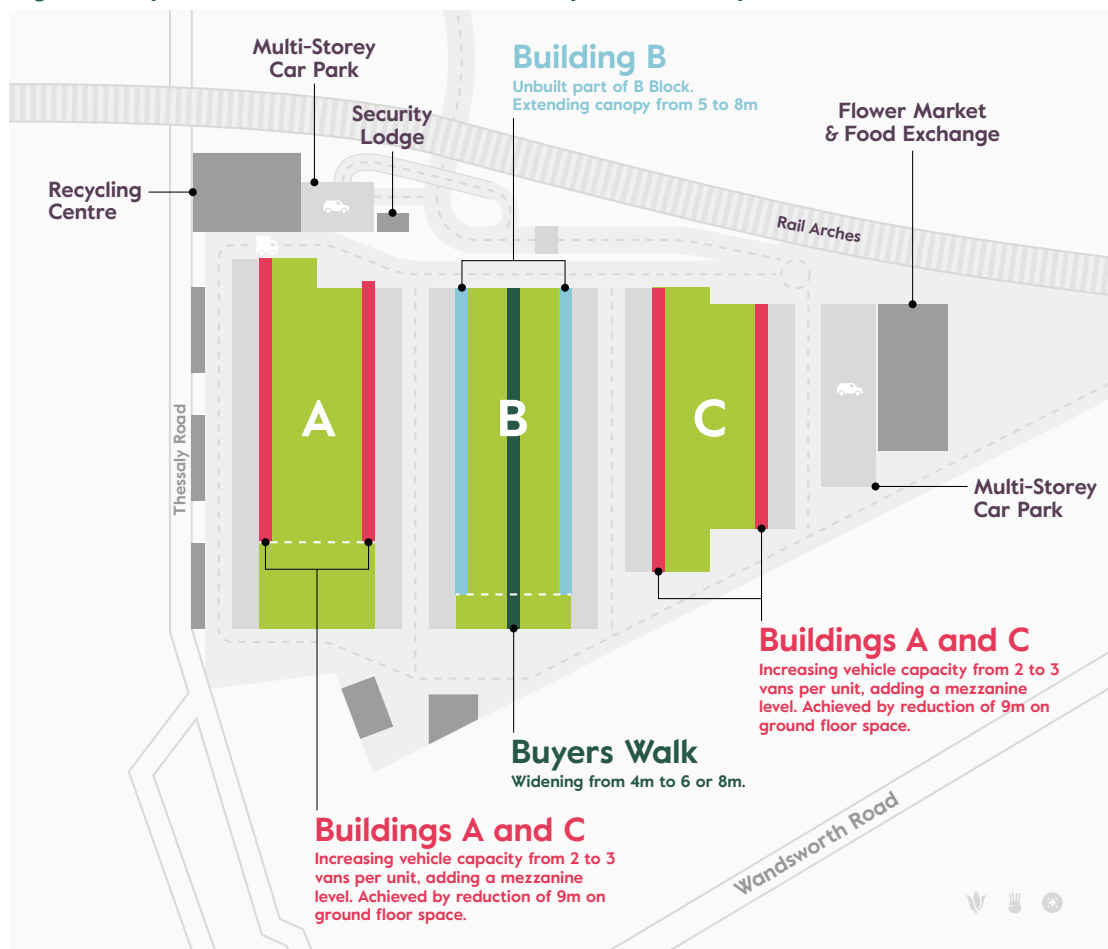 Multi-Storey
Car Park
Building B
Unbuilt part of B Block.
Extending canopy from 5 to 8m
Security
Lodge
Flower Market
& Food Exchange
Recycling
Centre
Rail Arches
A
B
C
Thessaly Road
Multi-Storey
Car Park
Buildings A and C
Increasing vehicle capacity from 2 to 3
vans per unit, adding a mezzanine
level. Achieved by reduction of 9m on
ground floor space.
Buyers Walk
Widening from 4m to 6 or 8m.
Buildings A and C
Increasing vehicle capacity from 2 to 3
vans per unit, adding a mezzanine
level. Achieved by reduction of 9m on
ground floor space.
Wandsworth Road